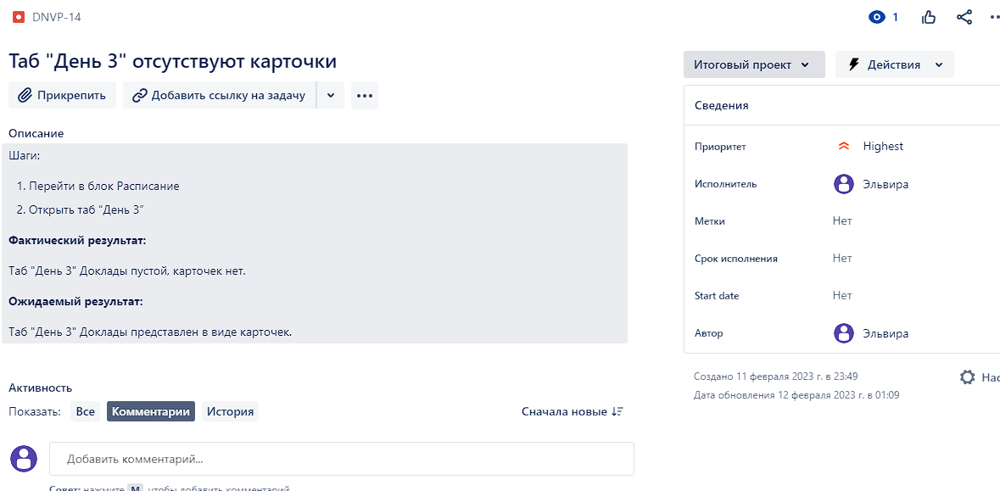 DNVP-14
1
Таб "День 3" отсутствуют карточки
Прикрепить
Добавить ссылку на задачу
Описание
Шаги:
1. Перейти в блок Расписание
2. Открыть таб “День 3”
Фактический результат:
Таб "День 3" Доклады пустой, карточек нет.
Ожидаемый результат:
Таб "День 3" Доклады представлен в виде карточек.
Активность
Показать: Все Комментарии История Сначала новые
Добавить комментарий...
Совет: нажмите M чтобы добавить комментарий
Итоговый проект
Действия
Сведения
Приоритет Highest
Исполнитель Эльвира
Метки Нет
Срок исполнения Нет
Start date Нет
Автор Эльвира
Создано 11 февраля 2023 г. в 23:49
Дата обновления 12 февраля 2023 г. в 01:09
Нас